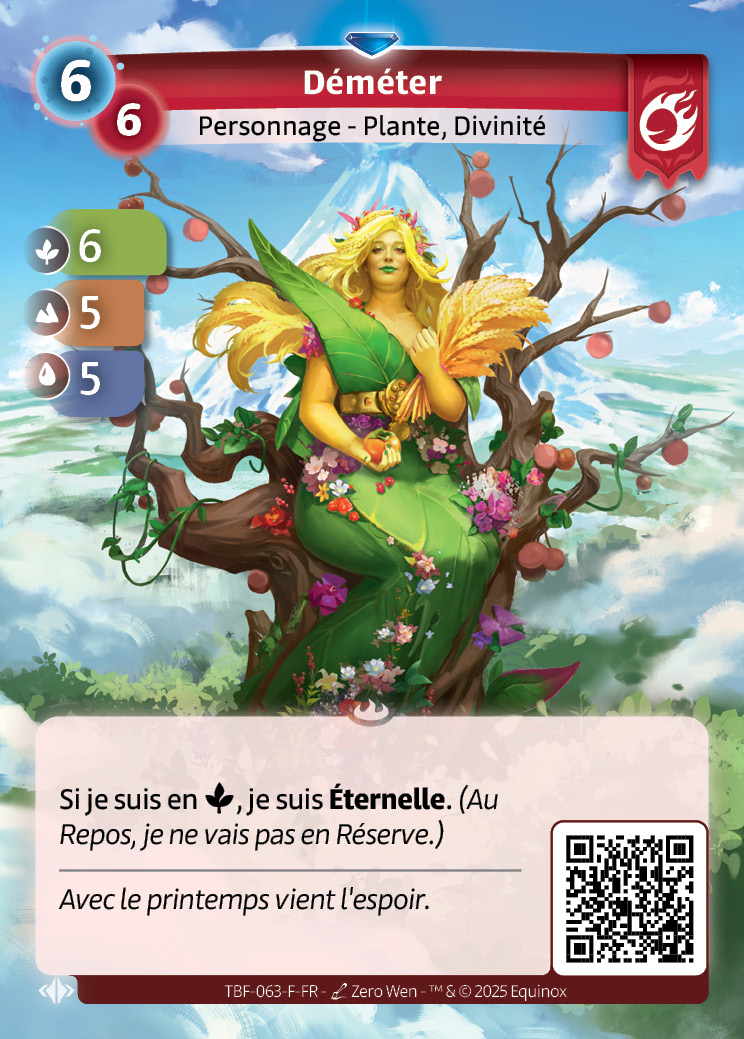 6
Déméter
6
Personnage - Plante, Divinité
6
5
5
Si je suis en , je suis Éternelle. (Au
Repos, je ne vais pas en Réserve.)
Avec le printemps vient l'espoir.
TBF-063-F-FR - Zero Wen - ™ & © 2025 Equinox